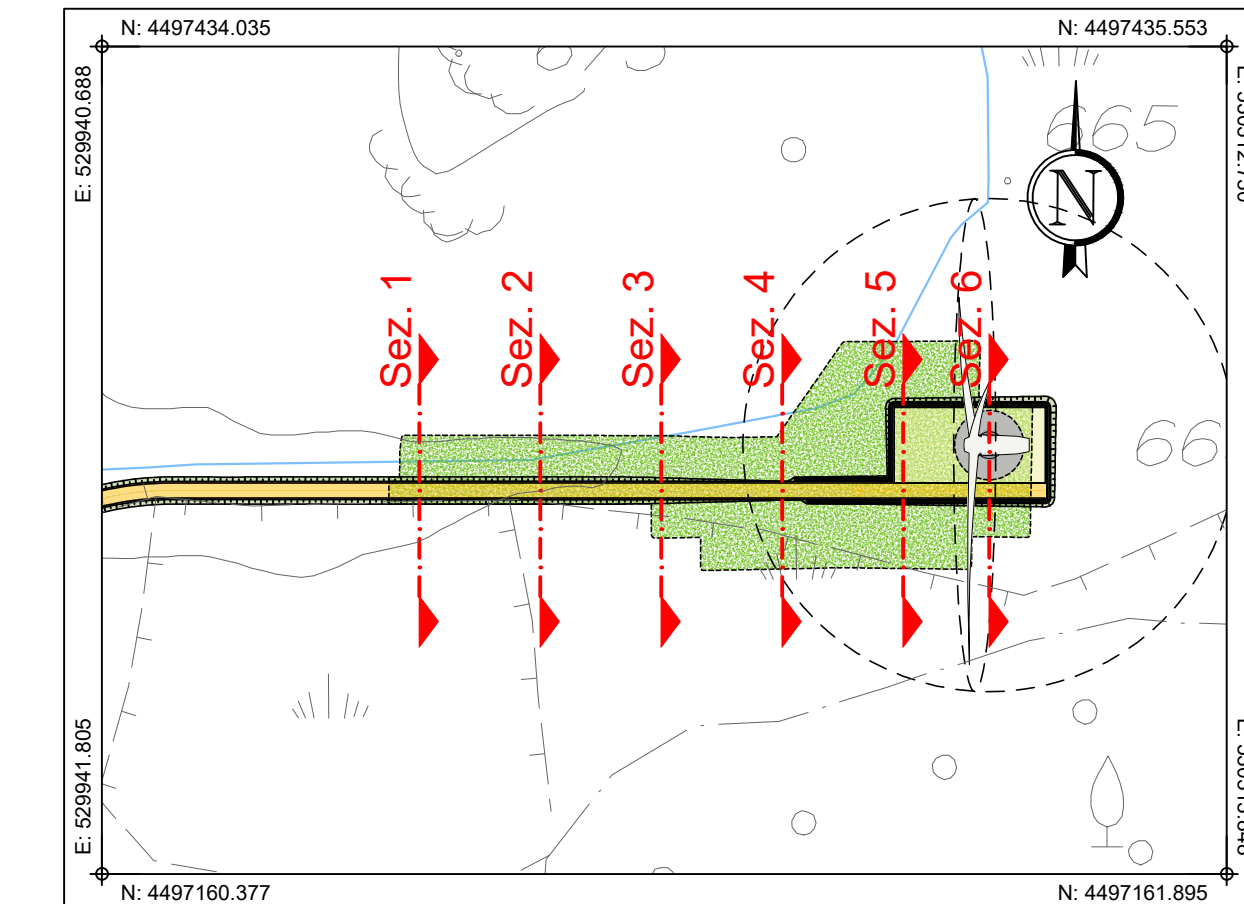 N: 4497434.035
N: 4497435.553
E: 529940.688
665
N
Sez. 1
Sez. 2
Sez. 3
Sez. 4
Sez. 5
Sez. 6
66
E: 529941.805
N: 4497160.377
N: 4497161.895